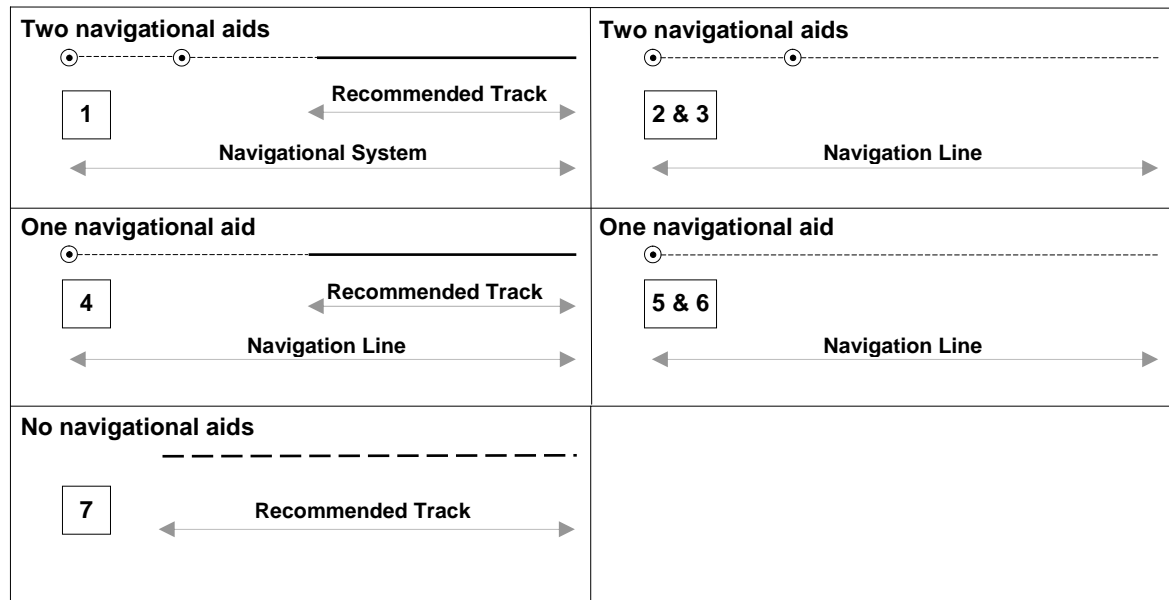 Two navigational aids
Recommended Track
1
Navigational System
Two navigational aids
2 & 3
Navigation Line
One navigational aid
Recommended Track
4
Navigation Line
One navigational aid
5 & 6
Navigation Line
No navigational aids
7
Recommended Track